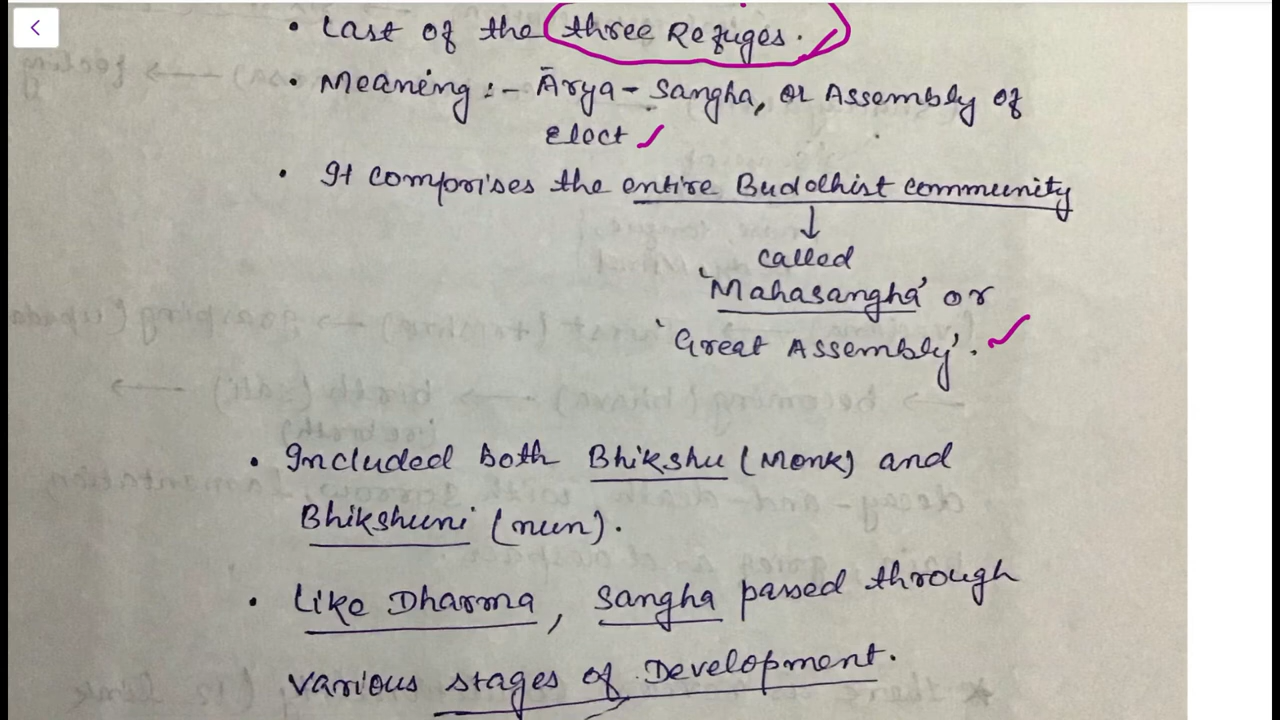 • Last of the three Refuges.
• Meaning :- Ārya - Sangha, or Assembly of
Elect
• It comprises the entire Buddhist community
↓
called
'Mahasangha' or
'Great Assembly'.
• Included both Bhikshu (Monk) and
Bhikshuni (nun).
• Like Dharma, Sangha passed through
various stages of Development.